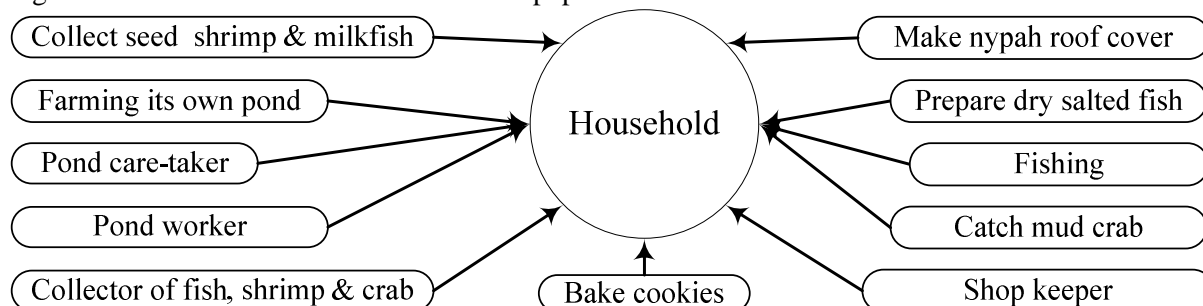 Collect seed shrimp & milkfish
Make nypah roof cover
Farming its own pond
Household
Prepare dry salted fish
Pond care-taker
Fishing
Pond worker
Catch mud crab
Collector of fish, shrimp & crab
Bake cookies
Shop keeper